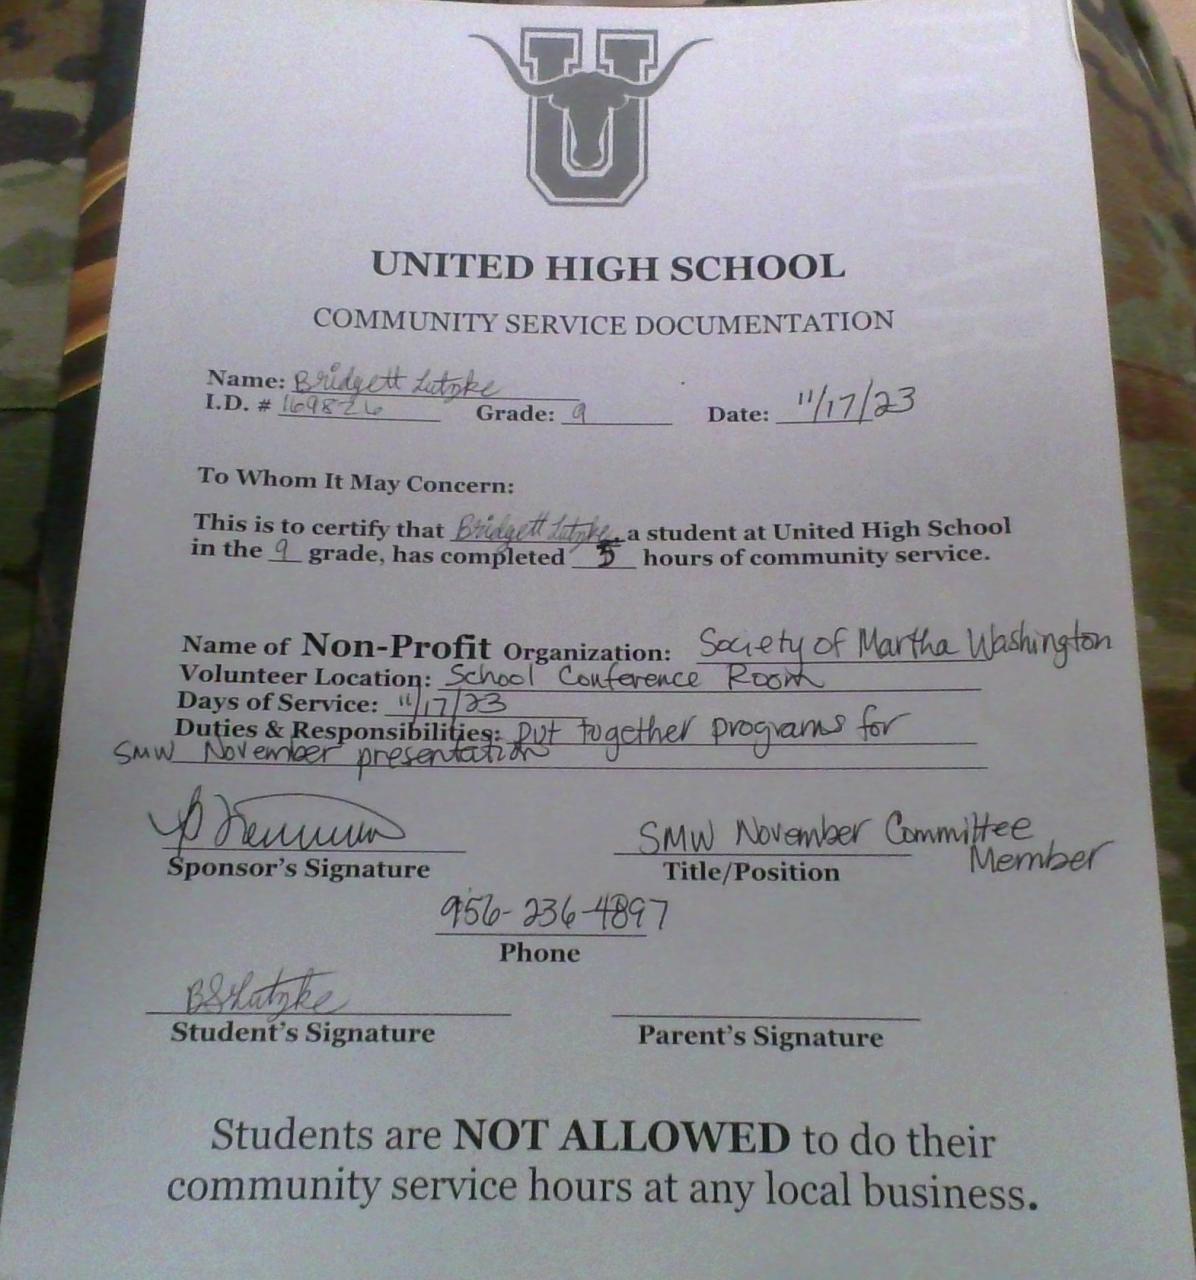 U
UNITED HIGH SCHOOL
COMMUNITY SERVICE DOCUMENTATION
Name: Bridgett Lutzke
I.D. # 169826 Grade: 9 Date: 11/17/23
To Whom It May Concern:
This is to certify that Bridgett Lutzke, a student at United High School
in the 9 grade, has completed 5 hours of community service.
Name of Non-Profit Organization: Society of Martha Washington
Volunteer Location: School Conference Room
Days of Service: 11/17/23
Duties & Responsibilities: Put together programs for
SMW November presentation
SMW November Committee
Member
Sponsor's Signature Title/Position
956-236-4897
Phone
BSLutzke
Student's Signature Parent's Signature
Students are NOT ALLOWED to do their
community service hours at any local business.